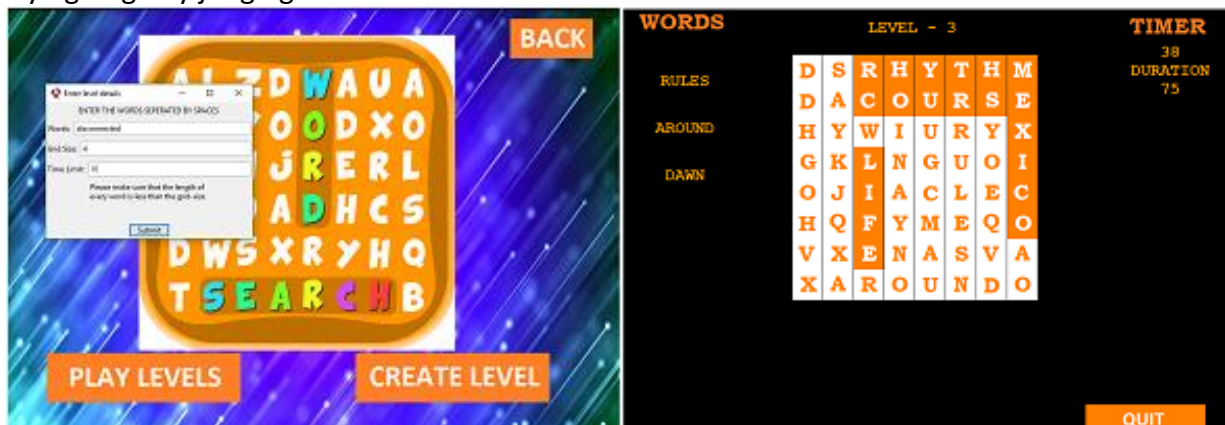 BACK
Enter level details
ENTER THE WORDS SEPERATED BY SPACES
Words: disconnected
Grid Size: 4
Time Limit:
Please make sure that the length of
every word is less than the grid-size.
Submit
Z D W A U A
O O D X O
J R E R L
A D H C S
D W S X R Y H Q
T S E A R C H B
PLAY LEVELS
CREATE LEVEL
WORDS
LEVEL - 3
TIMER
38
DURATION
75
RULES
AROUND
DAWN
D S R H Y T H M
D A C O U R S E
H Y W I U R Y X
G K L N G U O I
O J I A C L E C
H Q F Y M E Q O
V X E N A S V A
X A R O U N D O
QUIT